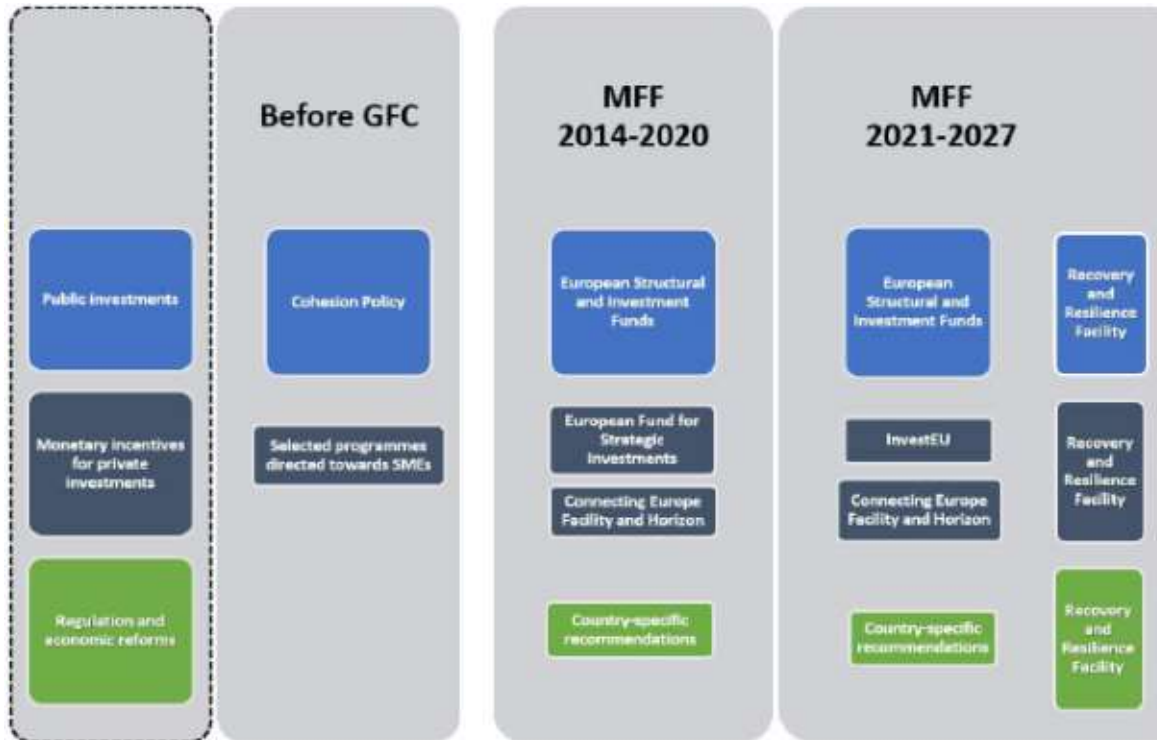 Before GFC
MFF
2014-2020
MFF
2021-2027
Public investments
Cohesion Policy
European Structural
and Investment
Funds
European
Structural and
Investment Funds
Recovery
and
Resilience
Facility
Monetary incentives
for private
investments
Selected programmes
directed towards SMEs
European Fund for
Strategic
Investments
Connecting Europe
Facility and Horizon
InvestEU
Connecting Europe
Facility and Horizon
Recovery
and
Resilience
Facility
Regulation and
economic reforms
Country-specific
recommendations
Country-specific
recommendations
Recovery
and
Resilience
Facility